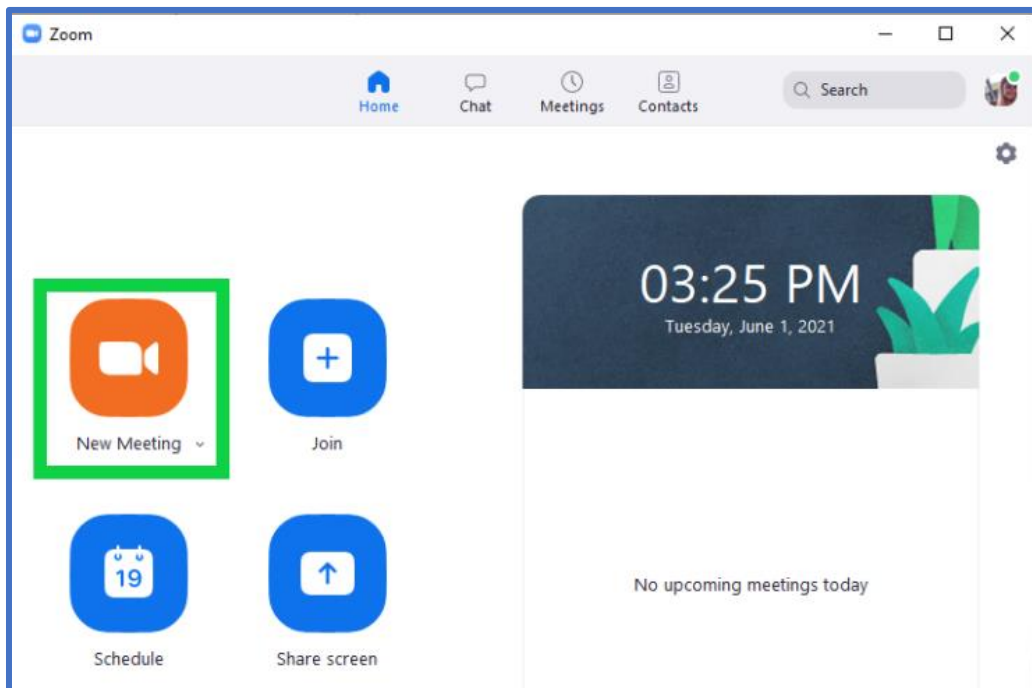 Zoom
Home Chat Meetings Contacts Search
03:25 PM
Tuesday, June 1, 2021
New Meeting Join
19
No upcoming meetings today
Schedule Share screen